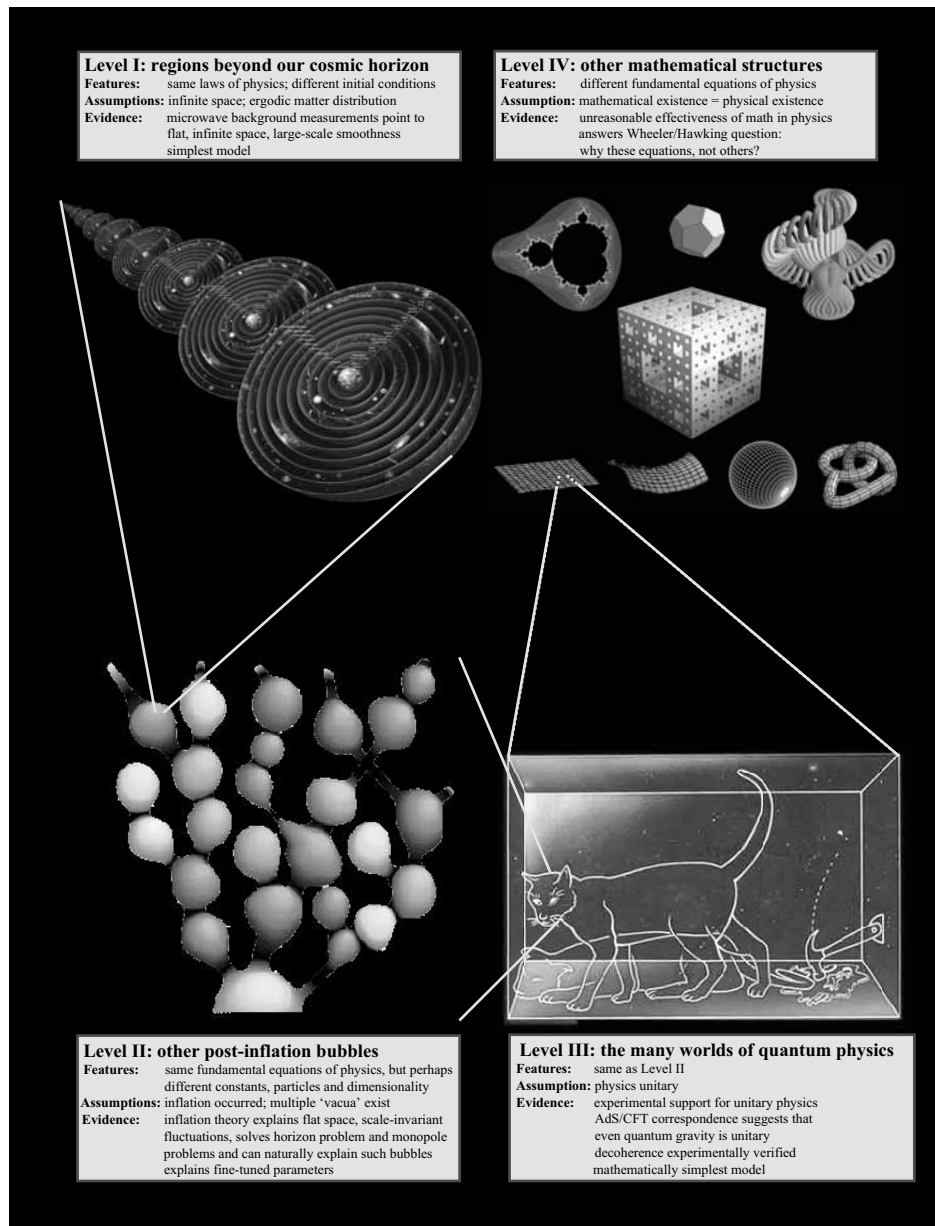 Level I: regions beyond our cosmic horizon
Features: same laws of physics; different initial conditions
Assumptions: infinite space; ergodic matter distribution
Evidence: microwave background measurements point to
flat, infinite space, large-scale smoothness
simplest model
Level IV: other mathematical structures
Features: different fundamental equations of physics
Assumption: mathematical existence = physical existence
Evidence: unreasonable effectiveness of math in physics
answers Wheeler/Hawking question:
why these equations, not others?
Level II: other post-inflation bubbles
Features: same fundamental equations of physics, but perhaps
different constants, particles and dimensionality
Assumptions: inflation occurred; multiple ‘vacua’ exist
Evidence: inflation theory explains flat space, scale-invariant
fluctuations, solves horizon problem and monopole
problems and can naturally explain such bubbles
explains fine-tuned parameters
Level III: the many worlds of quantum physics
Features: same as Level II
Assumption: physics unitary
Evidence: experimental support for unitary physics
AdS/CFT correspondence suggests that
even quantum gravity is unitary
decoherence experimentally verified
mathematically simplest model